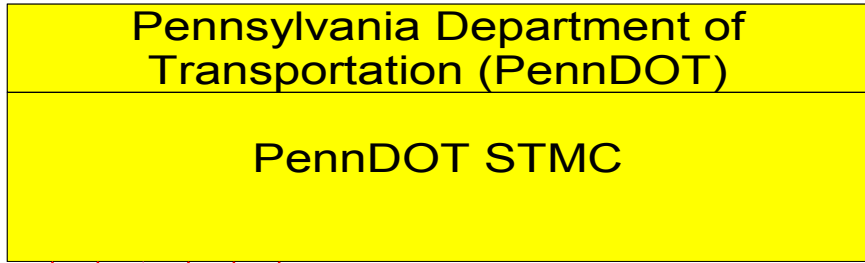 Pennsylvania Department of
Transportation (PennDOT)
PennDOT STMC